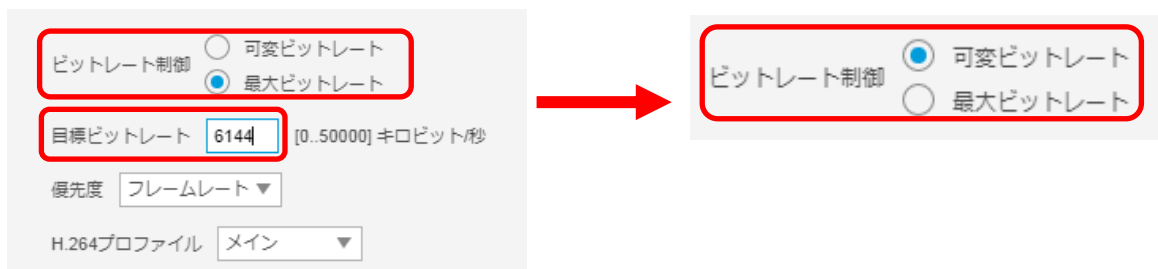 ビットレート制御
可変ビットレート
最大ビットレート
目標ビットレート 6144 [0..50000] キロビット/秒
優先度 フレームレート▼
H.264プロファイル メイン ▼
ビットレート制御
可変ビットレート
最大ビットレート